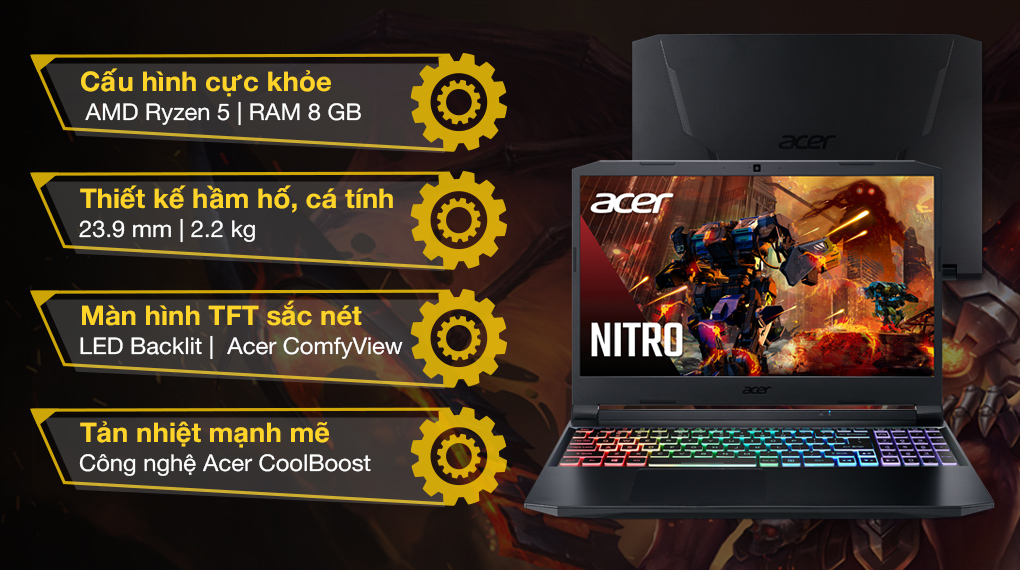 Cấu hình cực khỏe
AMD Ryzen 5 | RAM 8 GB
Thiết kế hầm hố, cá tính
23.9 mm | 2.2 kg
Màn hình TFT sắc nét
LED Backlit | Acer ComfyView
Tản nhiệt mạnh mẽ
Công nghệ Acer CoolBoost
acer
acer
NITRO
acer